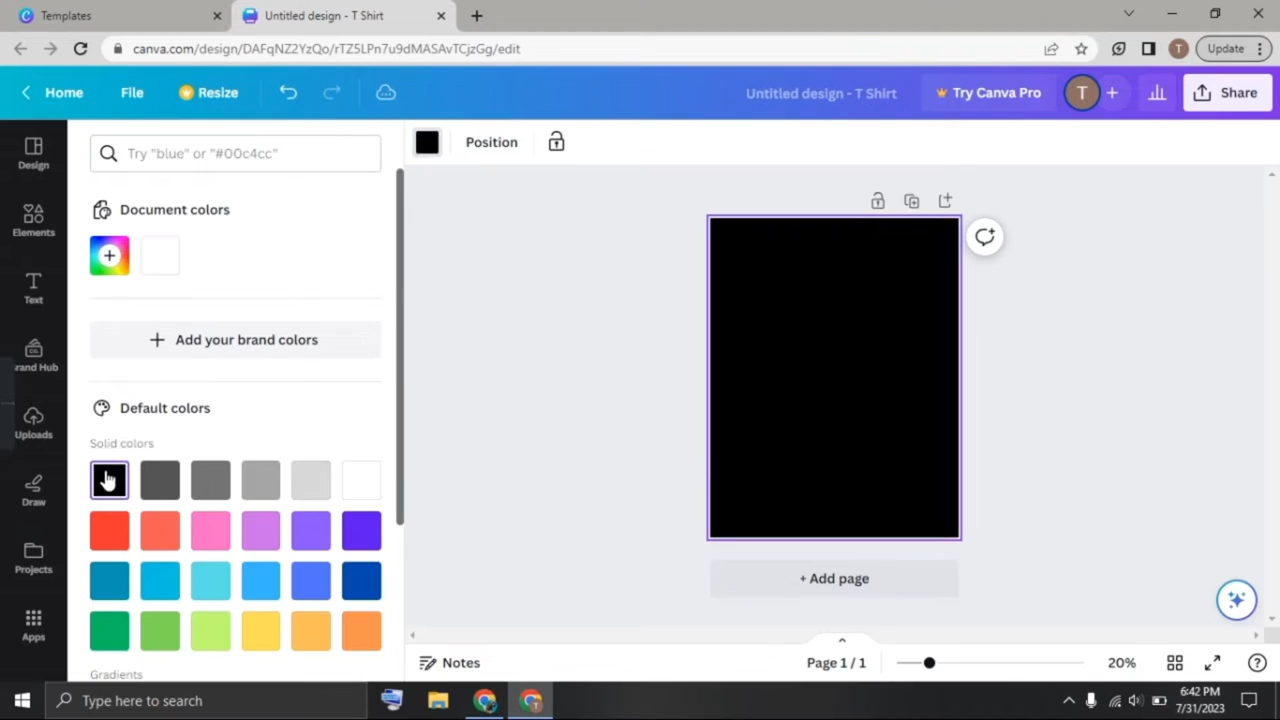 Templates
Untitled design - T Shirt
canva.com/design/DAFqNZ2YzQo/rTZ5LPn7u9dMASAvTCjzGg/edit
T
Update
Home
File
Resize
Untitled design - T Shirt
Try Canva Pro
T
Share
Design
Elements
Text
Brand Hub
Uploads
Draw
Projects
Apps
Try "blue" or "#00c4cc"
Document colors
Add your brand colors
Default colors
Solid colors
Gradients
Position
+ Add page
Notes
Page 1 / 1
20%
Type here to search
6:42 PM
7/31/2023